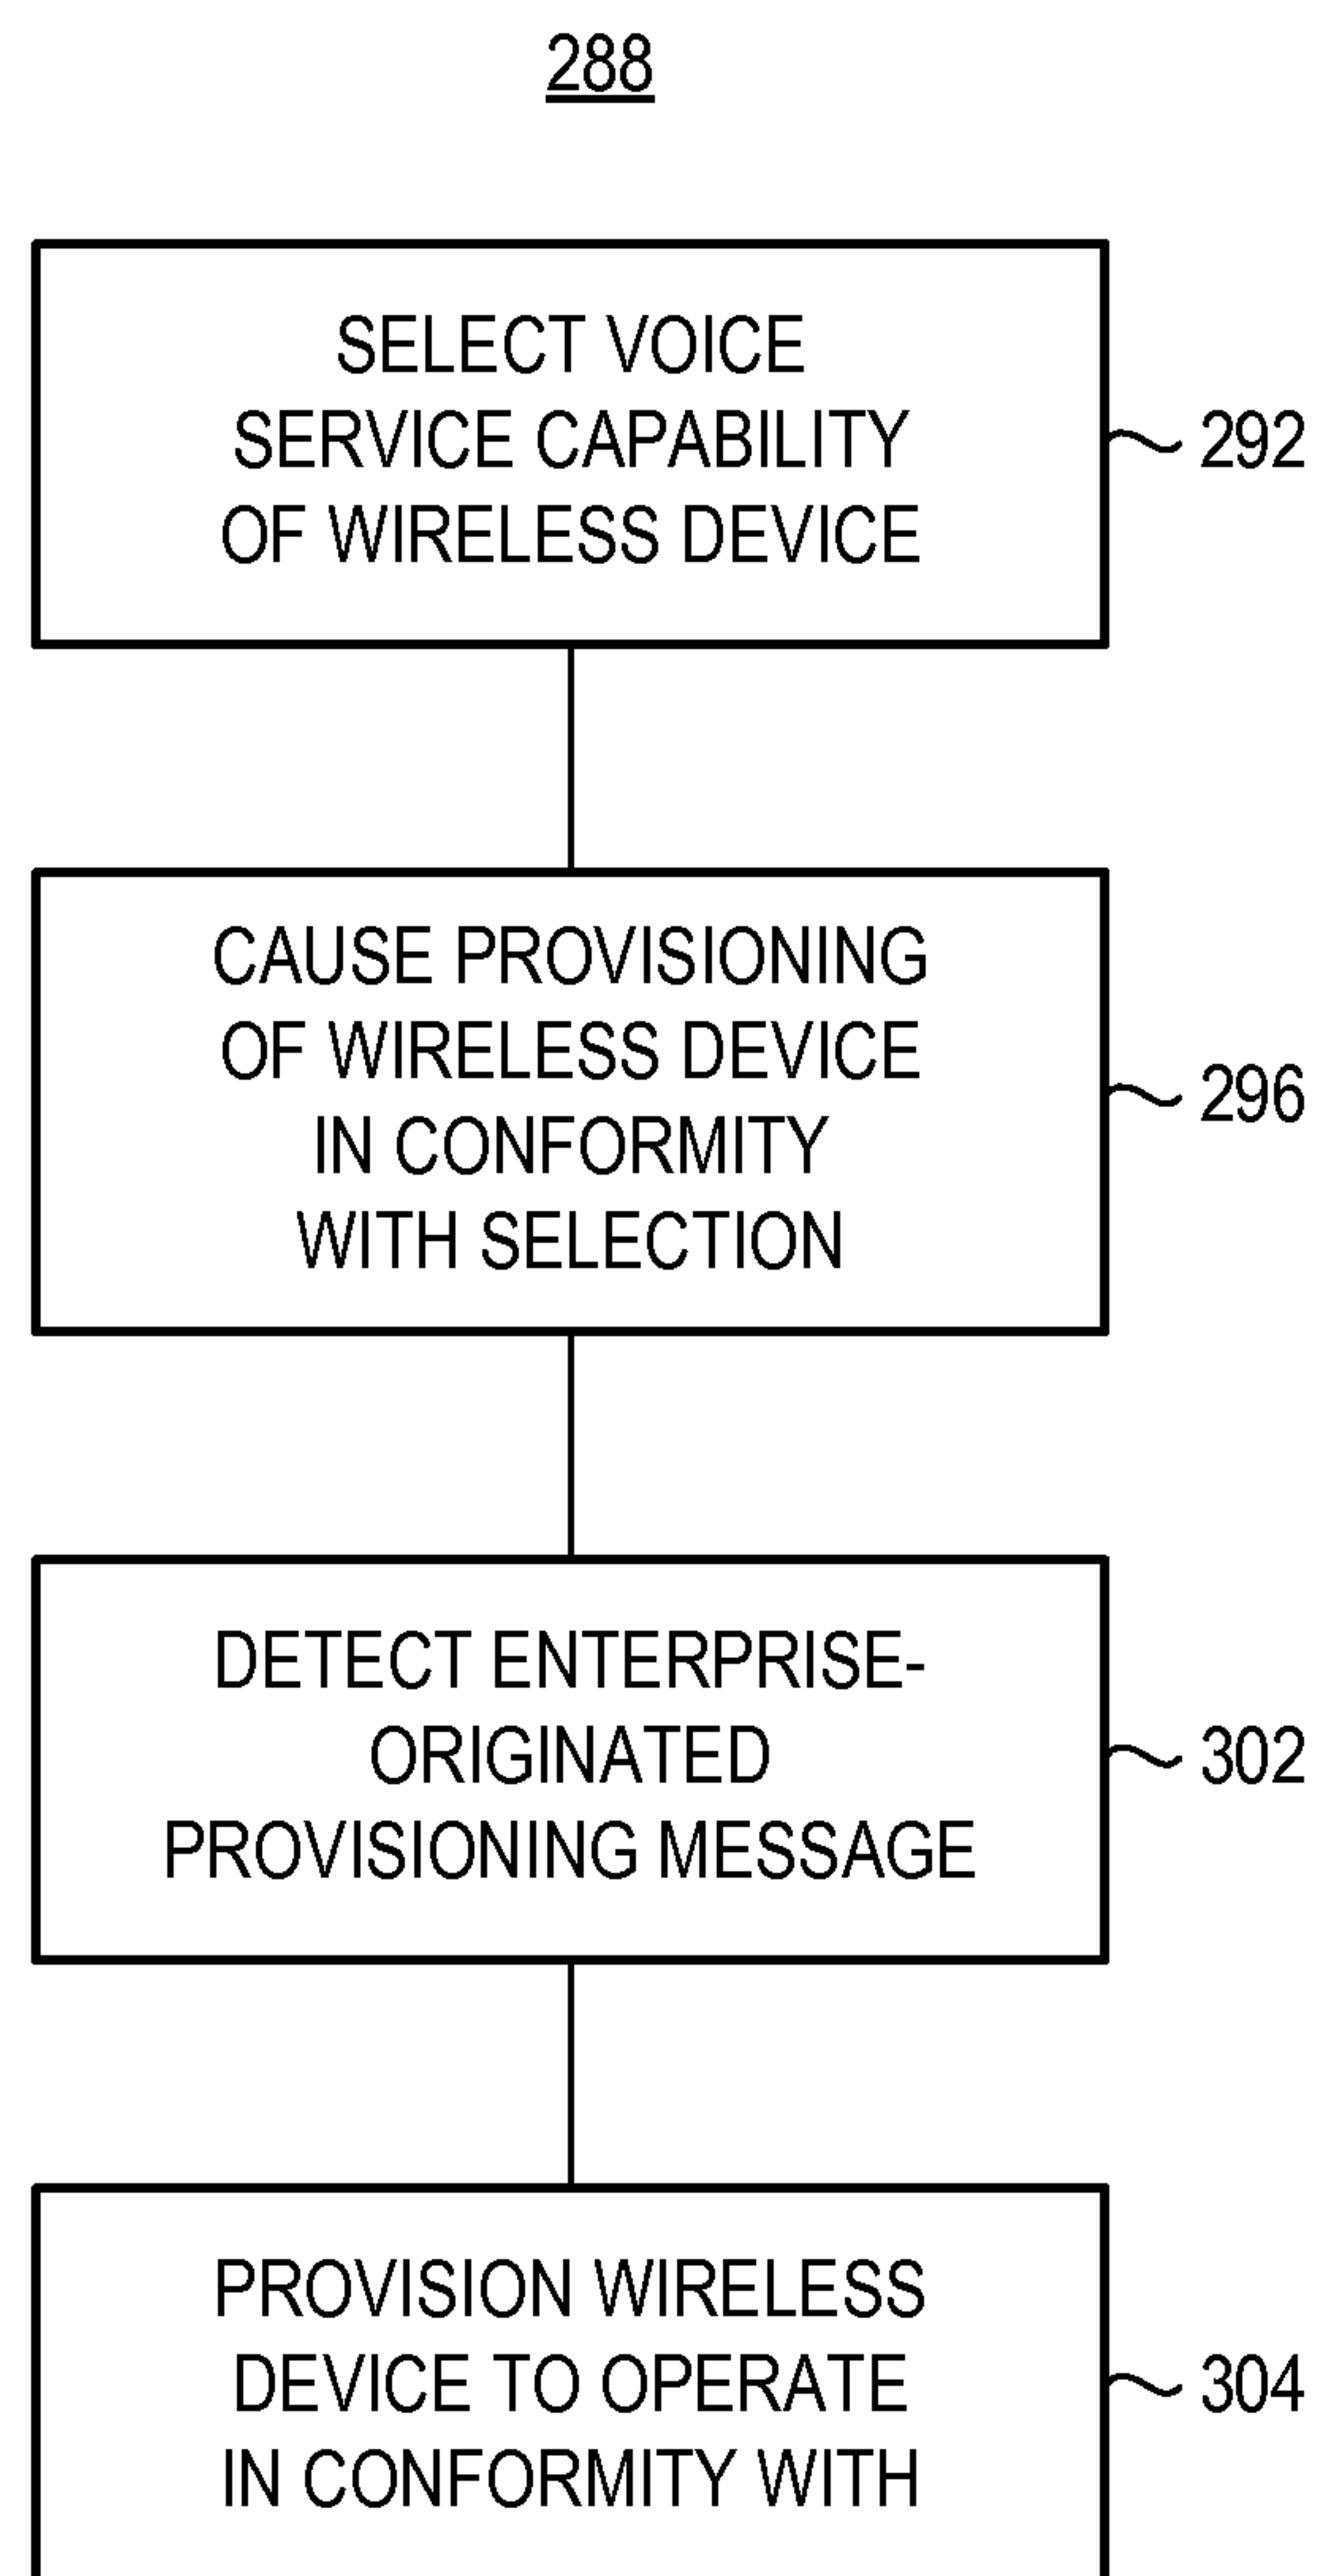 288
SELECT VOICE
SERVICE CAPABILITY
OF WIRELESS DEVICE
292
CAUSE PROVISIONING
OF WIRELESS DEVICE
IN CONFORMITY
WITH SELECTION
296
DETECT ENTERPRISE-
ORIGINATED
PROVISIONING MESSAGE
302
PROVISION WIRELESS
DEVICE TO OPERATE
IN CONFORMITY WITH
304